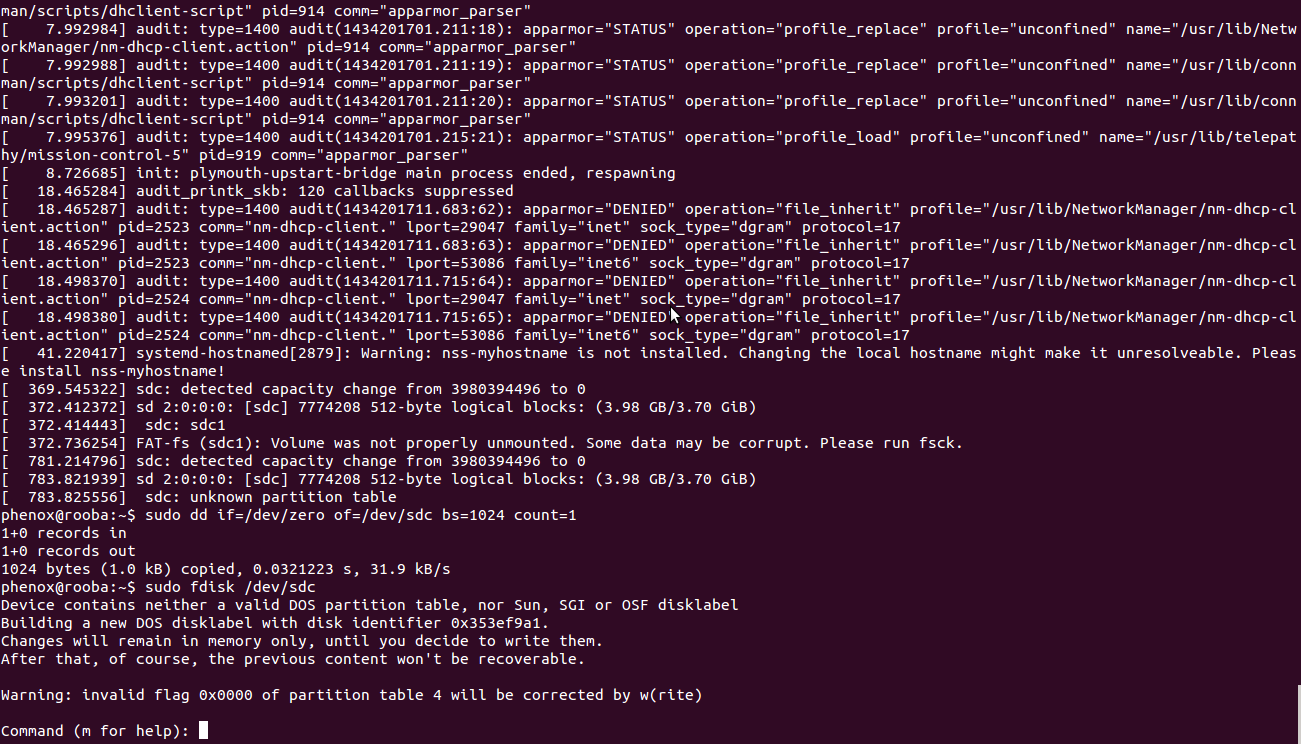 man/scripts/dhclient-script" pid=914 comm="apparmor_parser"
[    7.992984] audit: type=1400 audit(1434201701.211:18): apparmor="STATUS" operation="profile_replace" profile="unconfined" name="/usr/lib/Netw
orkManager/nm-dhcp-client.action" pid=914 comm="apparmor_parser"
[    7.992988] audit: type=1400 audit(1434201701.211:19): apparmor="STATUS" operation="profile_replace" profile="unconfined" name="/usr/lib/conn
man/scripts/dhclient-script" pid=914 comm="apparmor_parser"
[    7.993201] audit: type=1400 audit(1434201701.211:20): apparmor="STATUS" operation="profile_replace" profile="unconfined" name="/usr/lib/conn
man/scripts/dhclient-script" pid=914 comm="apparmor_parser"
[    7.995376] audit: type=1400 audit(1434201701.215:21): apparmor="STATUS" operation="profile_load" profile="unconfined" name="/usr/lib/telepat
hy/mission-control-5" pid=919 comm="apparmor_parser"
[    8.726685] init: plymouth-upstart-bridge main process ended, respawning
[   18.465284] audit_printk_skb: 120 callbacks suppressed
[   18.465287] audit: type=1400 audit(1434201711.683:62): apparmor="DENIED" operation="file_inherit" profile="/usr/lib/NetworkManager/nm-dhcp-cl
ient.action" pid=2523 comm="nm-dhcp-client." lport=29047 family="inet" sock_type="dgram" protocol=17
[   18.465296] audit: type=1400 audit(1434201711.683:63): apparmor="DENIED" operation="file_inherit" profile="/usr/lib/NetworkManager/nm-dhcp-cl
ient.action" pid=2523 comm="nm-dhcp-client." lport=53086 family="inet6" sock_type="dgram" protocol=17
[   18.498370] audit: type=1400 audit(1434201711.715:64): apparmor="DENIED" operation="file_inherit" profile="/usr/lib/NetworkManager/nm-dhcp-cl
ient.action" pid=2524 comm="nm-dhcp-client." lport=29047 family="inet" sock_type="dgram" protocol=17
[   18.498380] audit: type=1400 audit(1434201711.715:65): apparmor="DENIED" operation="file_inherit" profile="/usr/lib/NetworkManager/nm-dhcp-cl
ient.action" pid=2524 comm="nm-dhcp-client." lport=53086 family="inet6" sock_type="dgram" protocol=17
[   41.220417] systemd-hostnamed[2879]: Warning: nss-myhostname is not installed. Changing the local hostname might make it unresolveable. Pleas
e install nss-myhostname!
[  369.545322] sdc: detected capacity change from 3980394496 to 0
[  372.412372] sd 2:0:0:0: [sdc] 7774208 512-byte logical blocks: (3.98 GB/3.70 GiB)
[  372.414443]  sdc: sdc1
[  372.736254] FAT-fs (sdc1): Volume was not properly unmounted. Some data may be corrupt. Please run fsck.
[  781.214796] sdc: detected capacity change from 3980394496 to 0
[  783.821939] sd 2:0:0:0: [sdc] 7774208 512-byte logical blocks: (3.98 GB/3.70 GiB)
[  783.825556]  sdc: unknown partition table
phenox@rooba:~$ sudo dd if=/dev/zero of=/dev/sdc bs=1024 count=1
1+0 records in
1+0 records out
1024 bytes (1.0 kB) copied, 0.0321223 s, 31.9 kB/s
phenox@rooba:~$ sudo fdisk /dev/sdc
Device contains neither a valid DOS partition table, nor Sun, SGI or OSF disklabel
Building a new DOS disklabel with disk identifier 0x353ef9a1.
Changes will remain in memory only, until you decide to write them.
After that, of course, the previous content won't be recoverable.

Warning: invalid flag 0x0000 of partition table 4 will be corrected by w(rite)

Command (m for help):